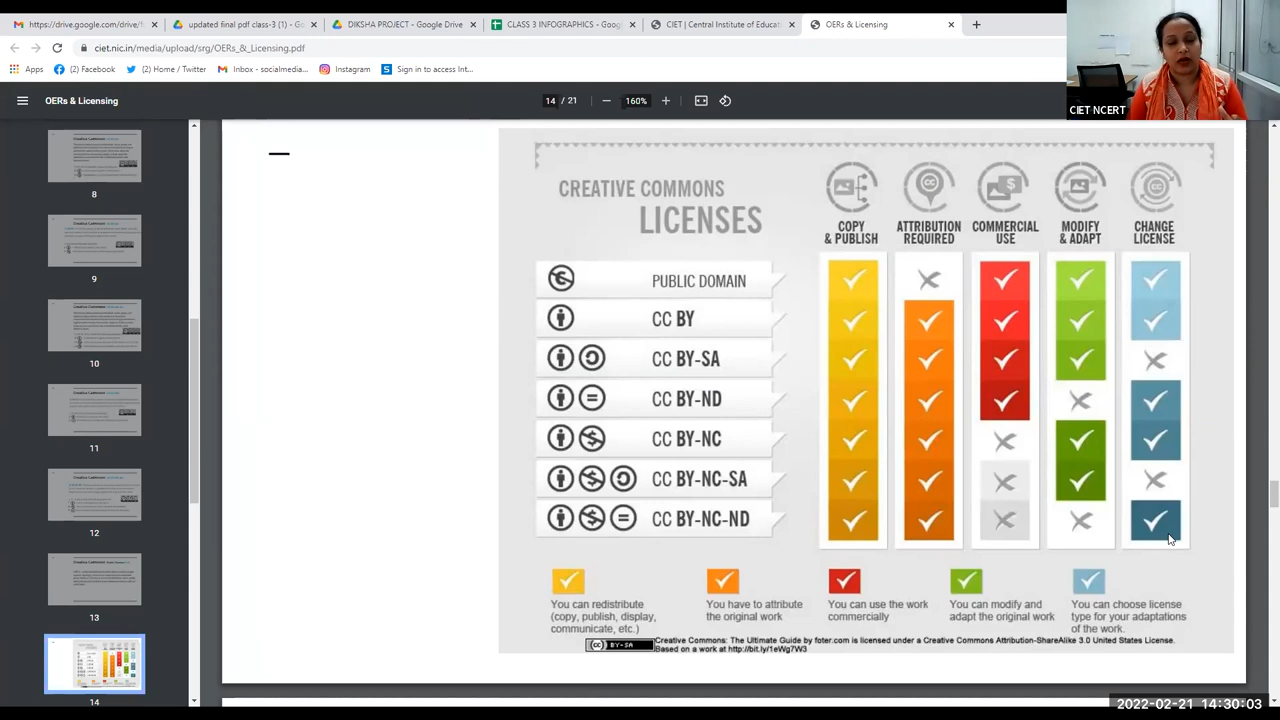 https://drive.google.com/drive/f
updated final pdf class-3 (1) - Goo
DIKSHA PROJECT - Google Drive
CLASS 3 INFOGRAPHICS - Googl
CIET | Central Institute of Educat
OERs & Licensing
ciet.nic.in/media/upload/srg/OERs_&_Licensing.pdf
Apps
(2) Facebook
(2) Home / Twitter
Inbox - socialmedia...
Instagram
Sign in to access Int...
CIET NCERT
OERs & Licensing
14 / 21
160%
8
9
10
11
12
13
14
CREATIVE COMMONS
LICENSES
COPY
& PUBLISH
ATTRIBUTION
REQUIRED
COMMERCIAL
USE
MODIFY
& ADAPT
CHANGE
LICENSE
PUBLIC DOMAIN
CC BY
CC BY-SA
CC BY-ND
CC BY-NC
CC BY-NC-SA
CC BY-NC-ND
You can redistribute
(copy, publish, display,
communicate, etc.)
You have to attribute
the original work
You can use the work
commercially
You can modify and
adapt the original work
You can choose license
type for your adaptations
of the work.
cc BY-SA
Creative Commons: The Ultimate Guide by foter.com is licensed under a Creative Commons Attribution-ShareAlike 3.0 United States License.
Based on a work at http://bit.ly/1eWg7W3
2022-02-21 14:30:03